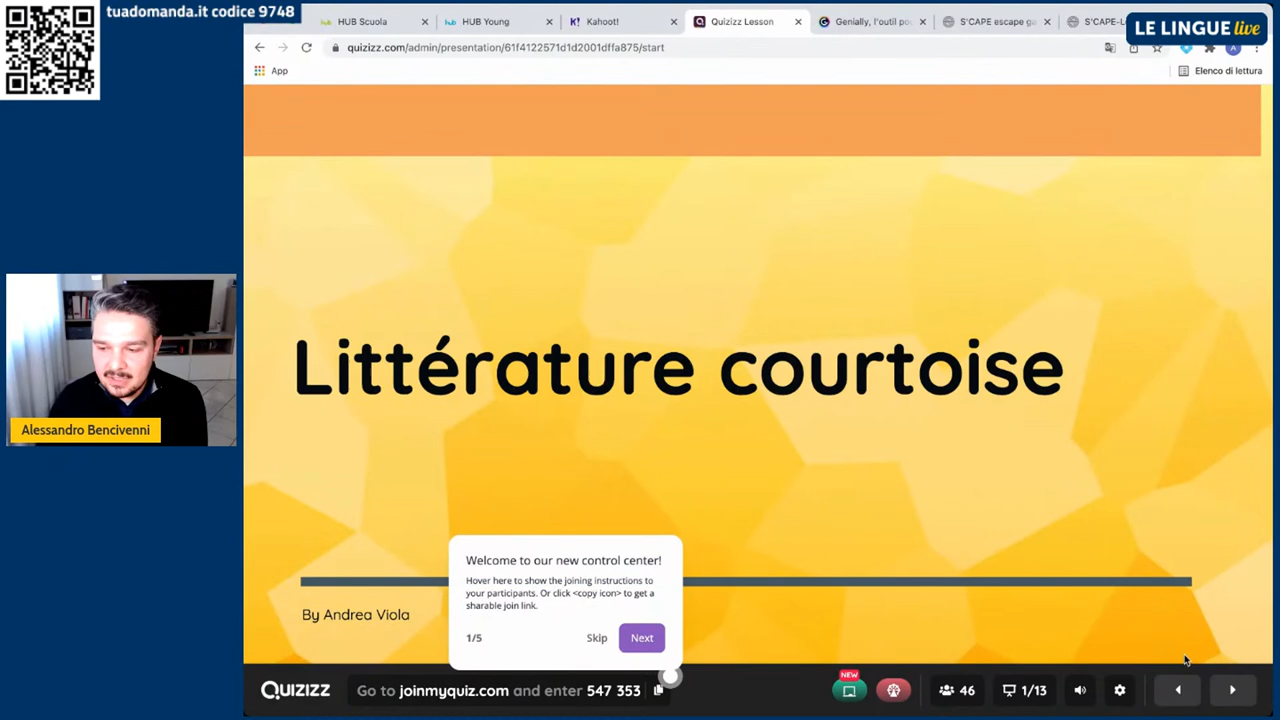 tuadomanda.it codice 9748
HUB Scuola
HUB Young
Kahoot!
Quizizz Lesson
Genially, l'outil po
S'CAPE escape ga
S'CAPE-L
LE LINGUE live
quizizz.com/admin/presentation/61f4122571d1d2001dffa875/start
App
Elenco di lettura
Littérature courtoise
Alessandro Bencivenni
Welcome to our new control center!
Hover here to show the joining instructions to
your participants. Or click <copy icon> to get a
sharable join link.
1/5
Skip
Next
By Andrea Viola
QUIZIZZ
Go to joinmyquiz.com and enter 547 353
NEW
46
1/13